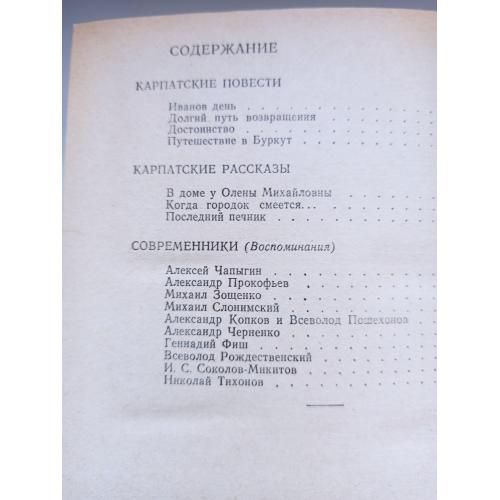 СОДЕРЖАНИЕ
КАРПАТСКИЕ ПОВЕСТИ
Иванов день
Долгий путь возвращения
Достоинство
Путешествие в Буркут
КАРПАТСКИЕ РАССКАЗЫ
В доме у Олены Михайловны
Когда городок смеется...
Последний печник
СОВРЕМЕННИКИ (Воспоминания)
Алексей Чапыгин
Александр Прокофьев
Михаил Зощенко
Михаил Слонимский
Александр Копков и Всеволод Пошехонов
Александр Черненко
Геннадий Фиш
Всеволод Рождественский
И. С. Соколов-Микитов
Николай Тихонов